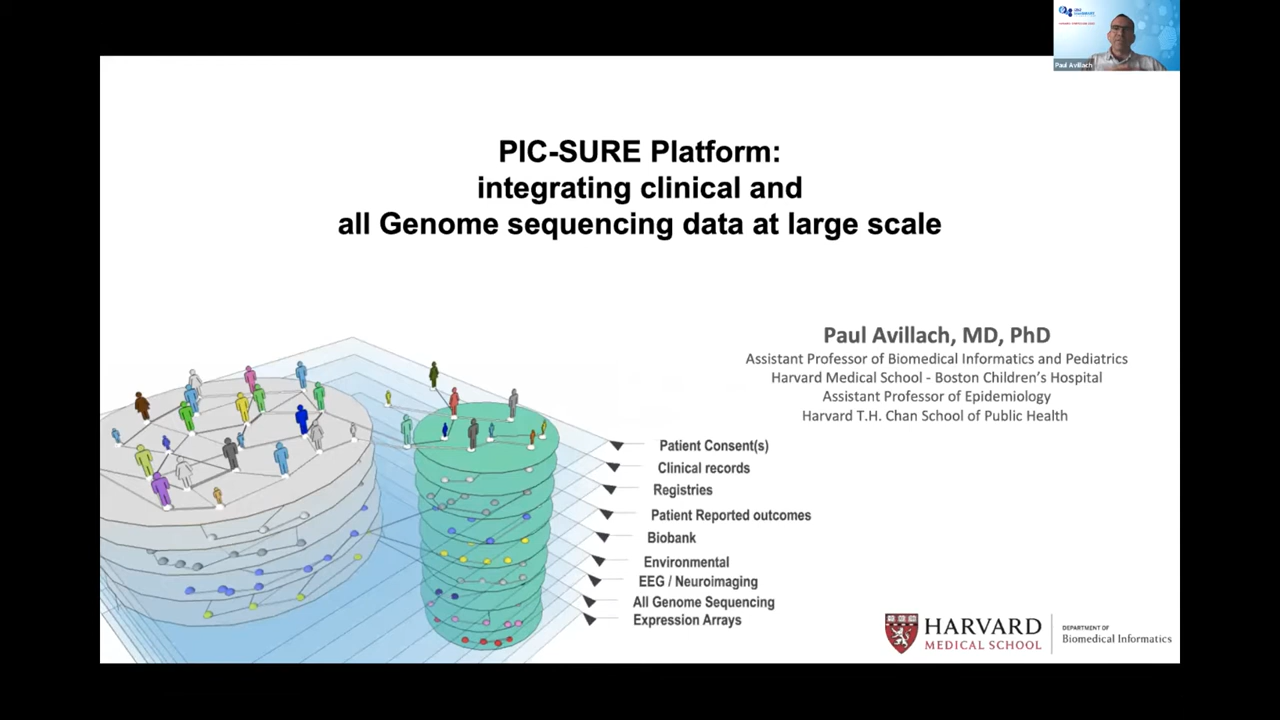 Paul Avillach
PIC-SURE Platform:
integrating clinical and
all Genome sequencing data at large scale
Paul Avillach, MD, PhD
Assistant Professor of Biomedical Informatics and Pediatrics
Harvard Medical School - Boston Children's Hospital
Assistant Professor of Epidemiology
Harvard T.H. Chan School of Public Health
Patient Consent(s)
Clinical records
Registries
Patient Reported outcomes
Biobank
Environmental
EEG / Neuroimaging
All Genome Sequencing
Expression Arrays
HARVARD
MEDICAL SCHOOL
DEPARTMENT OF
Biomedical Informatics